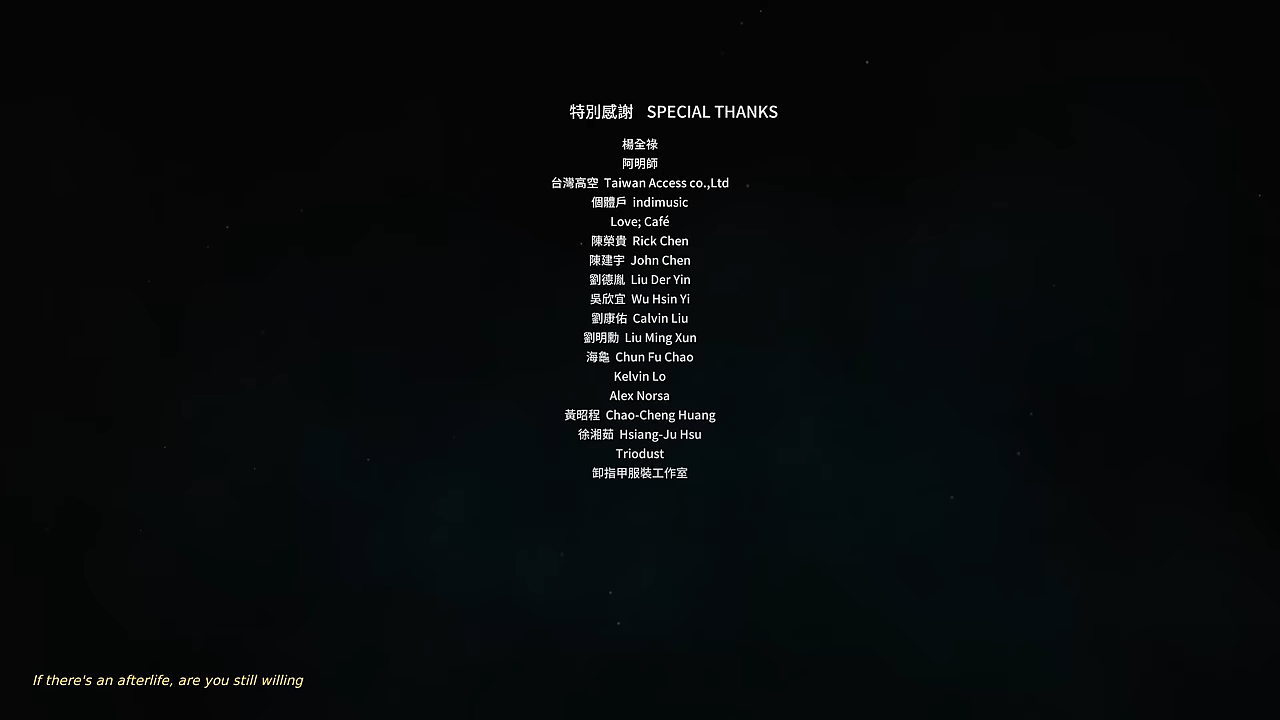 特別感謝 SPECIAL THANKS
楊全祿
阿明師
台灣高空 Taiwan Access co.,Ltd
個體戶 indimusic
Love; Café
陳榮貴 Rick Chen
陳建宇 John Chen
劉德胤 Liu Der Yin
吳欣宜 Wu Hsin Yi
劉康佑 Calvin Liu
劉明勳 Liu Ming Xun
海龜 Chun Fu Chao
Kelvin Lo
Alex Norsa
黃昭程 Chao-Cheng Huang
徐湘茹 Hsiang-Ju Hsu
Triodust
卸指甲服裝工作室
If there's an afterlife, are you still willing